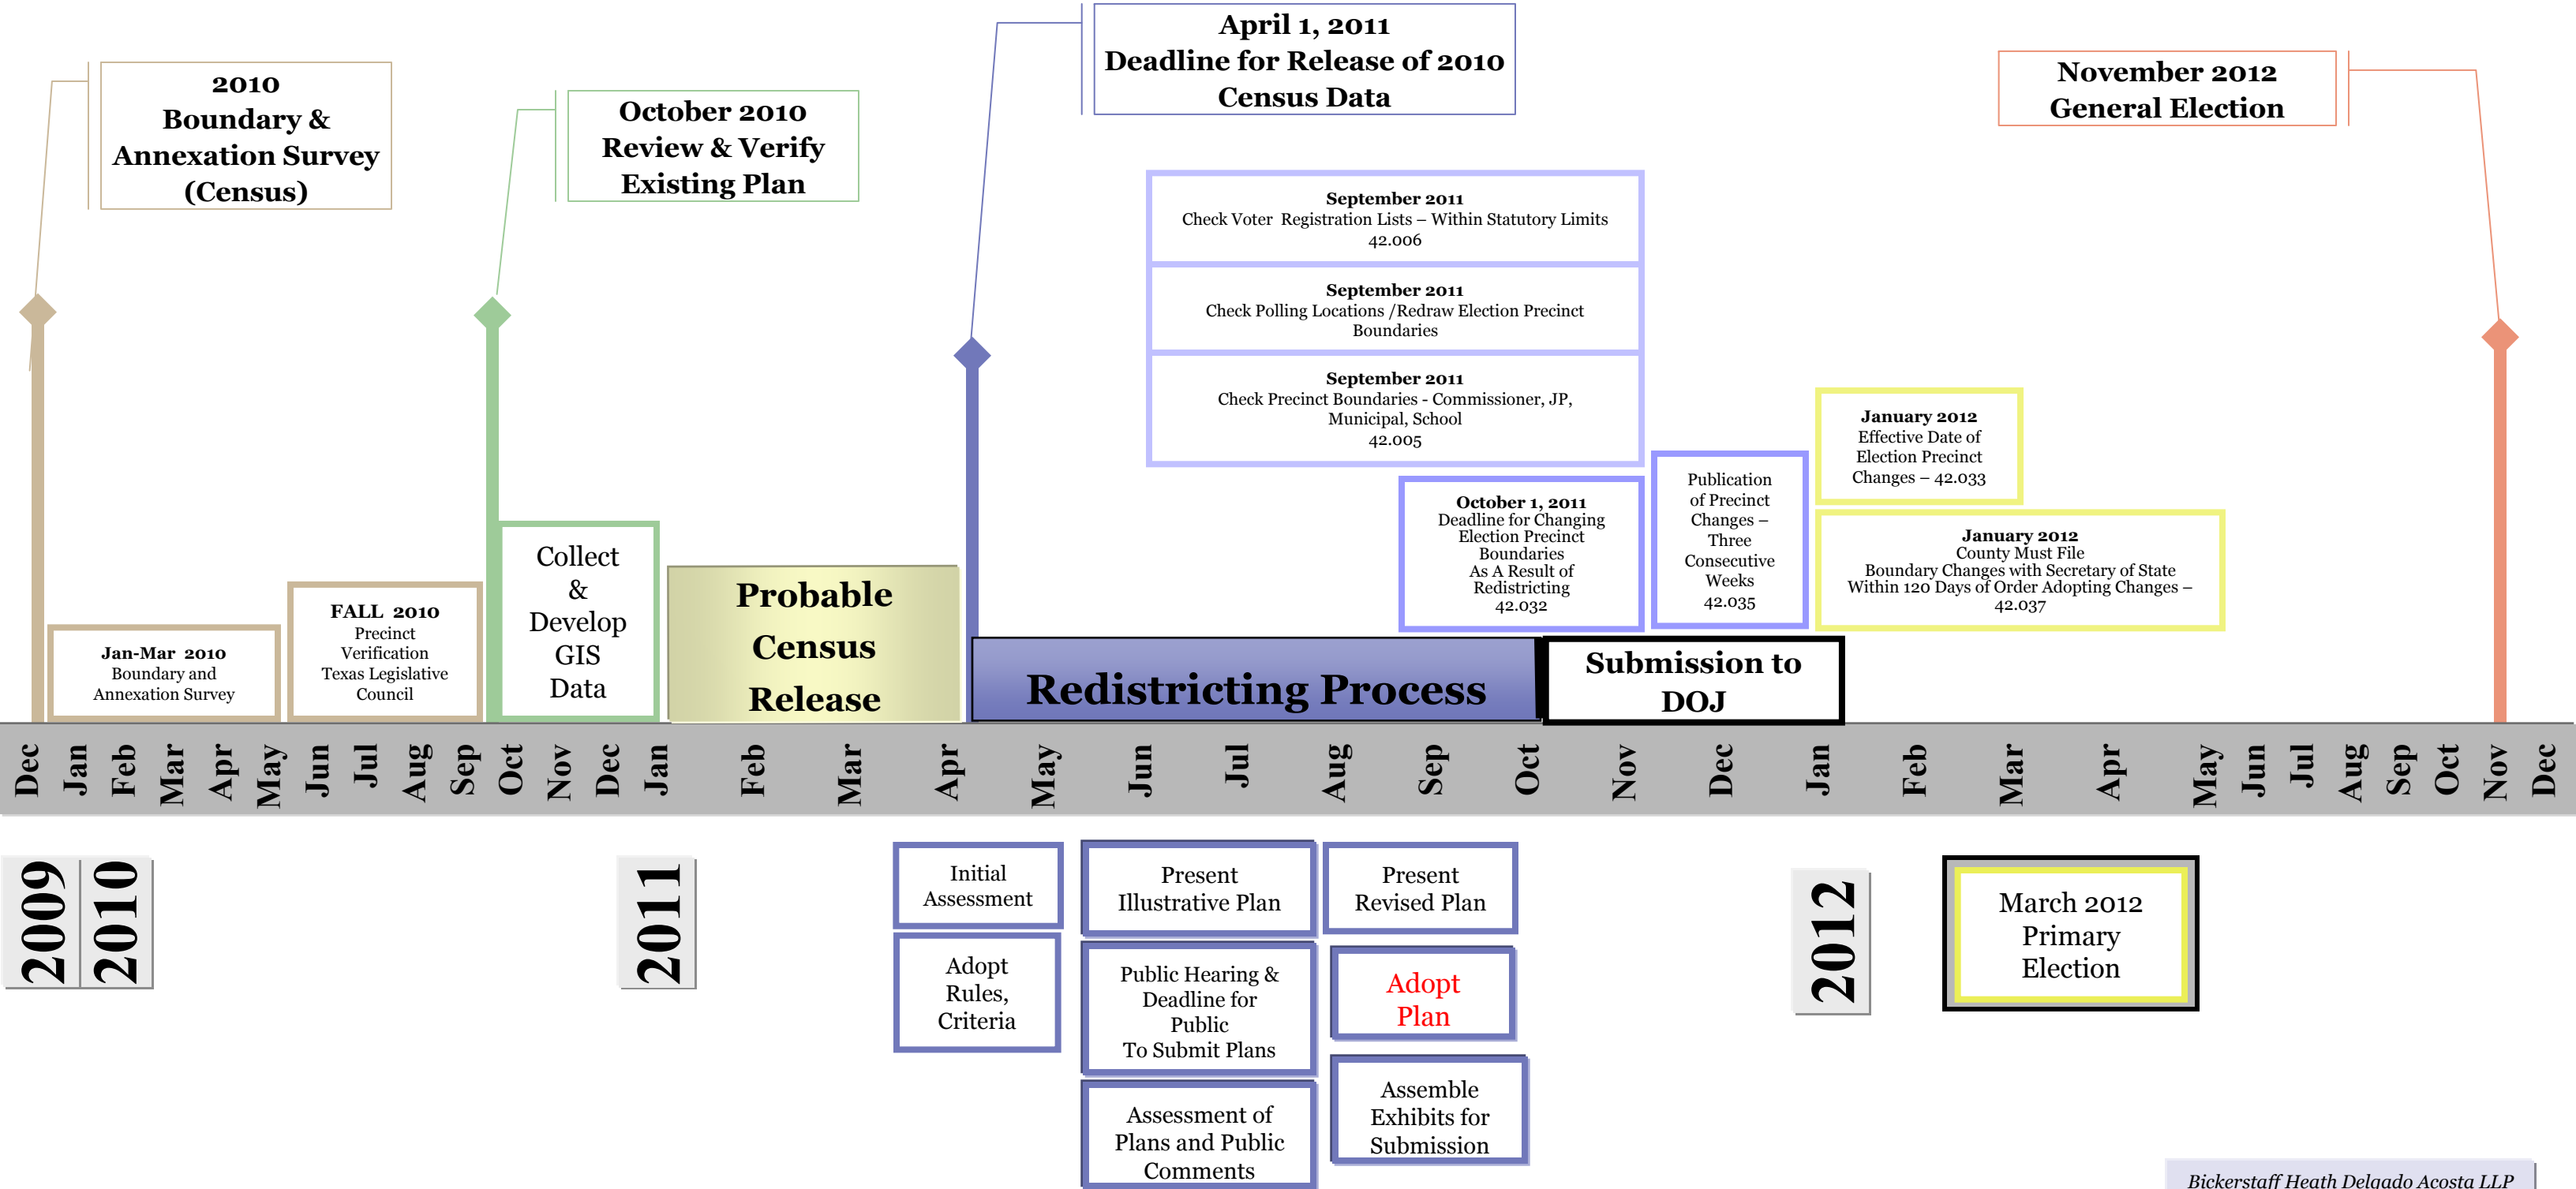 2010
Boundary &
Annexation Survey
(Census)
October 2010
Review & Verify
Existing Plan
April 1, 2011
Deadline for Release of 2010
Census Data
November 2012
General Election
September 2011
Check Voter Registration Lists – Within Statutory Limits
42.006
September 2011
Check Polling Locations /Redraw Election Precinct
Boundaries
September 2011
Check Precinct Boundaries - Commissioner, JP,
Municipal, School
42.005
October 1, 2011
Deadline for Changing
Election Precinct
Boundaries
As A Result of
Redistricting
42.032
Publication
of Precinct
Changes –
Three
Consecutive
Weeks
42.035
January 2012
Effective Date of
Election Precinct
Changes – 42.033
January 2012
County Must File
Boundary Changes with Secretary of State
Within 120 Days of Order Adopting Changes –
42.037
Jan-Mar 2010
Boundary and
Annexation Survey
FALL 2010
Precinct
Verification
Texas Legislative
Council
Collect
&
Develop
GIS
Data
Probable
Census
Release
Redistricting Process
Submission to
DOJ
Dec Jan Feb Mar Apr May Jun Jul Aug Sep Oct Nov Dec Jan Feb Mar Apr May Jun Jul Aug Sep Oct Nov Dec Jan Feb Mar Apr May Jun Jul Aug Sep Oct Nov Dec
2009
2010
2011
2012
Initial
Assessment
Adopt
Rules,
Criteria
Present
Illustrative Plan
Public Hearing &
Deadline for
Public
To Submit Plans
Assessment of
Plans and Public
Comments
Present
Revised Plan
Adopt
Plan
Assemble
Exhibits for
Submission
March 2012
Primary
Election
Bickerstaff Heath Delgado Acosta LLP